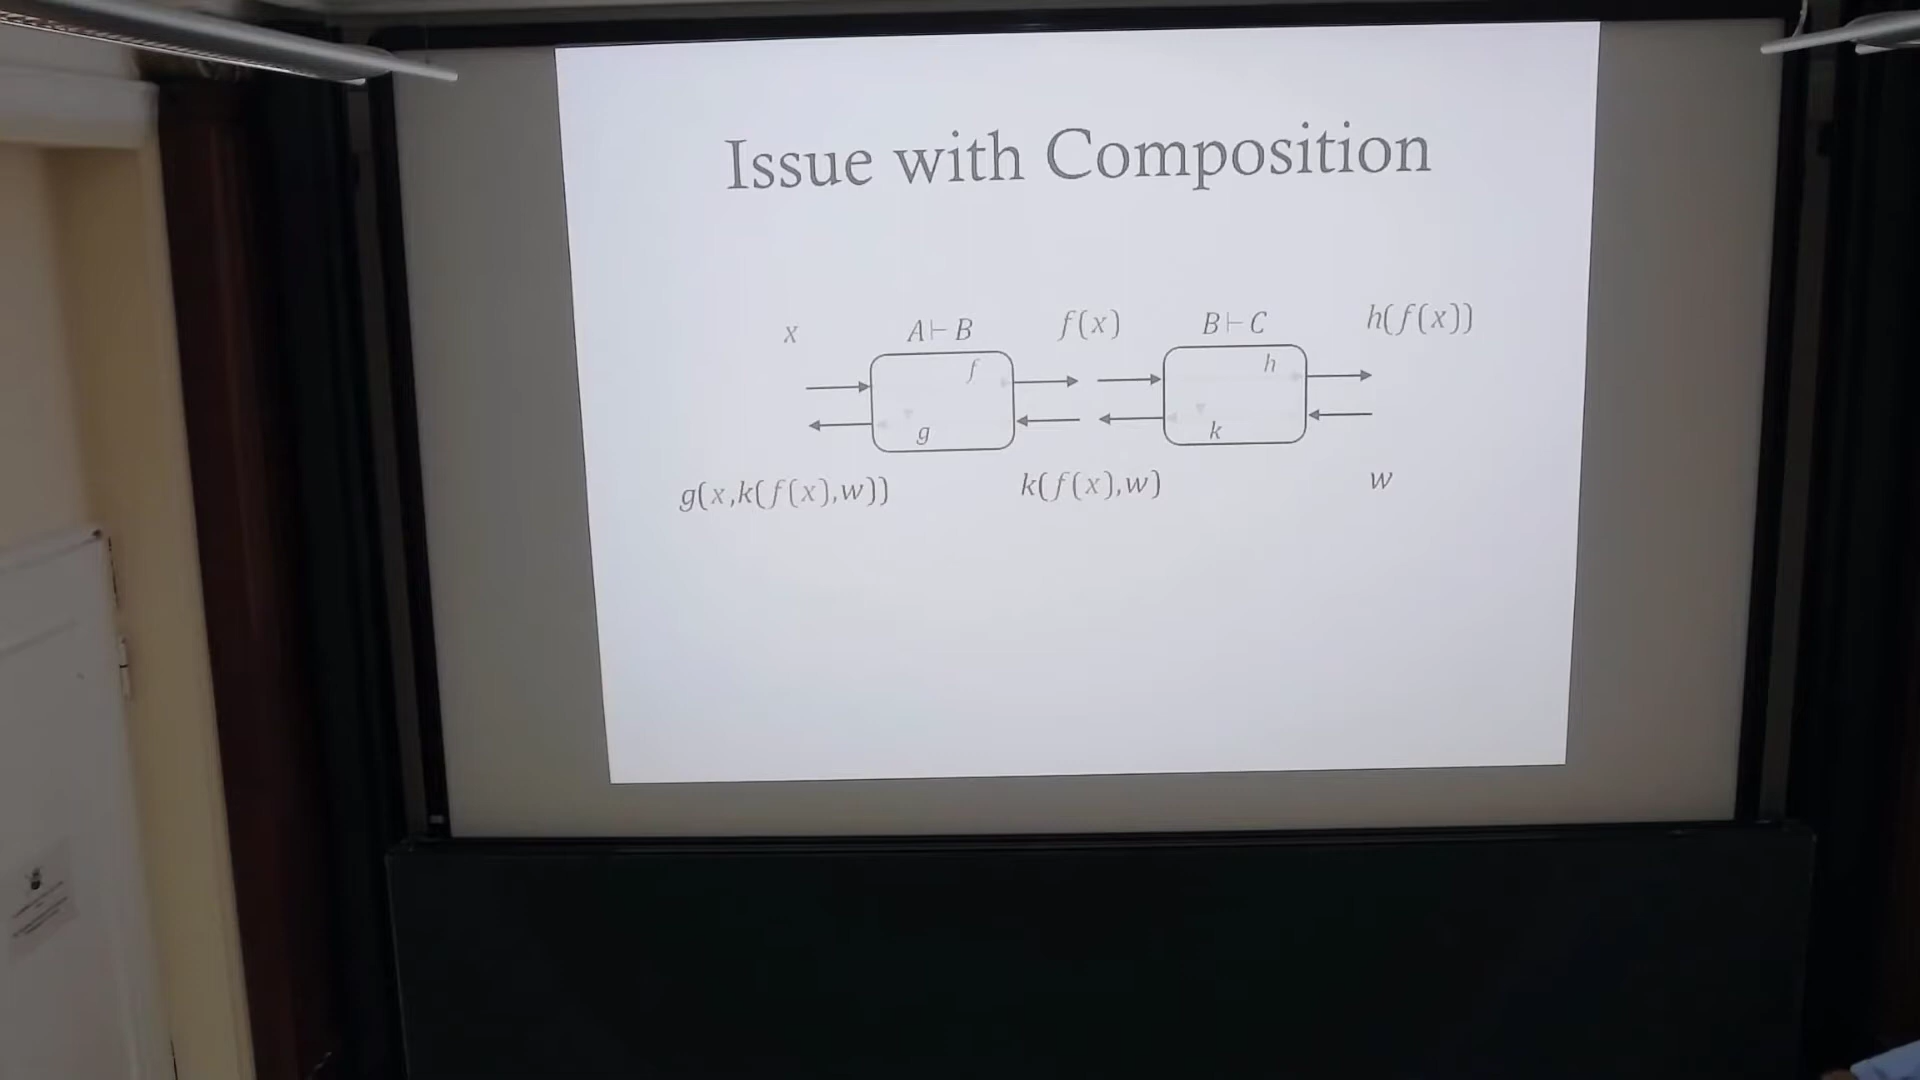 Issue with Composition
x A ⊢ B f(x) B ⊢ C h(f(x))
f h
g k
g(x,k(f(x),w)) k(f(x),w) w